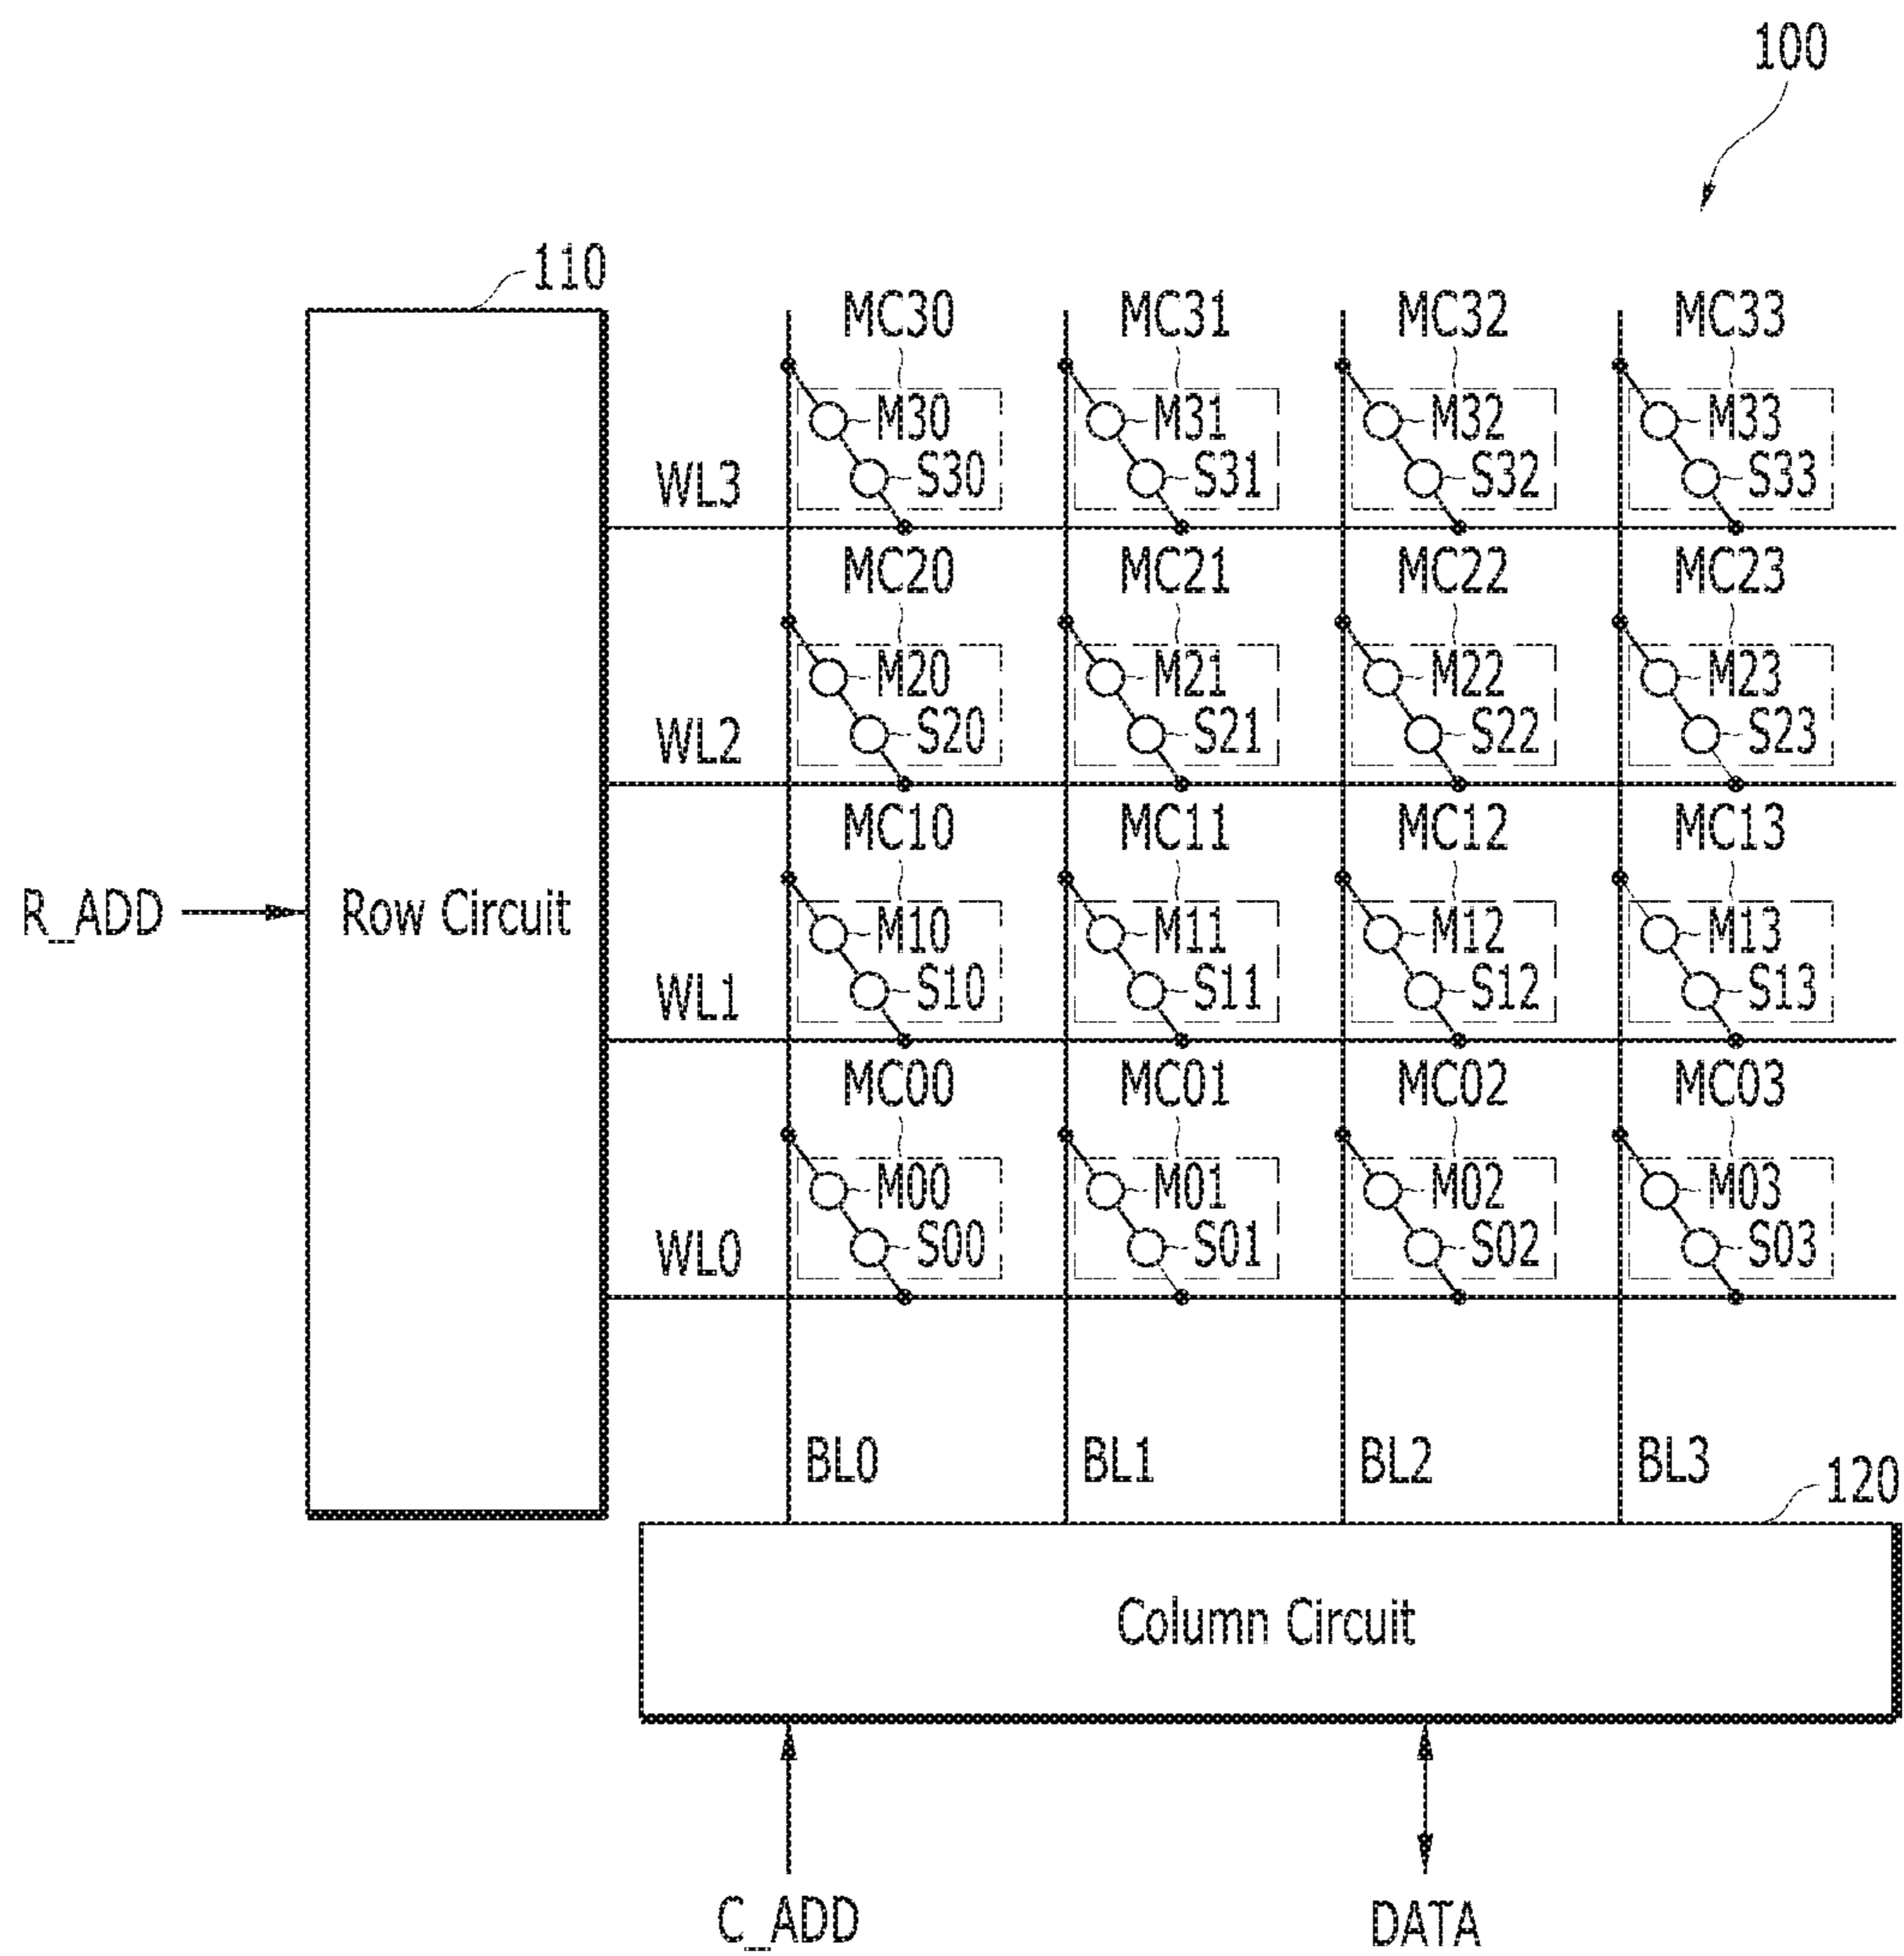 100
110
MC30 MC31 MC32 MC33
M30 M31 M32 M33
WL3 S30 S31 S32 S33
MC20 MC21 MC22 MC23
M20 M21 M22 M23
WL2 S20 S21 S22 S23
MC10 MC11 MC12 MC13
R_ADD Row Circuit M10 M11 M12 M13
WL1 S10 S11 S12 S13
MC00 MC01 MC02 MC03
M00 M01 M02 M03
WL0 S00 S01 S02 S03
BL0 BL1 BL2 BL3
120
Column Circuit
C_ADD DATA